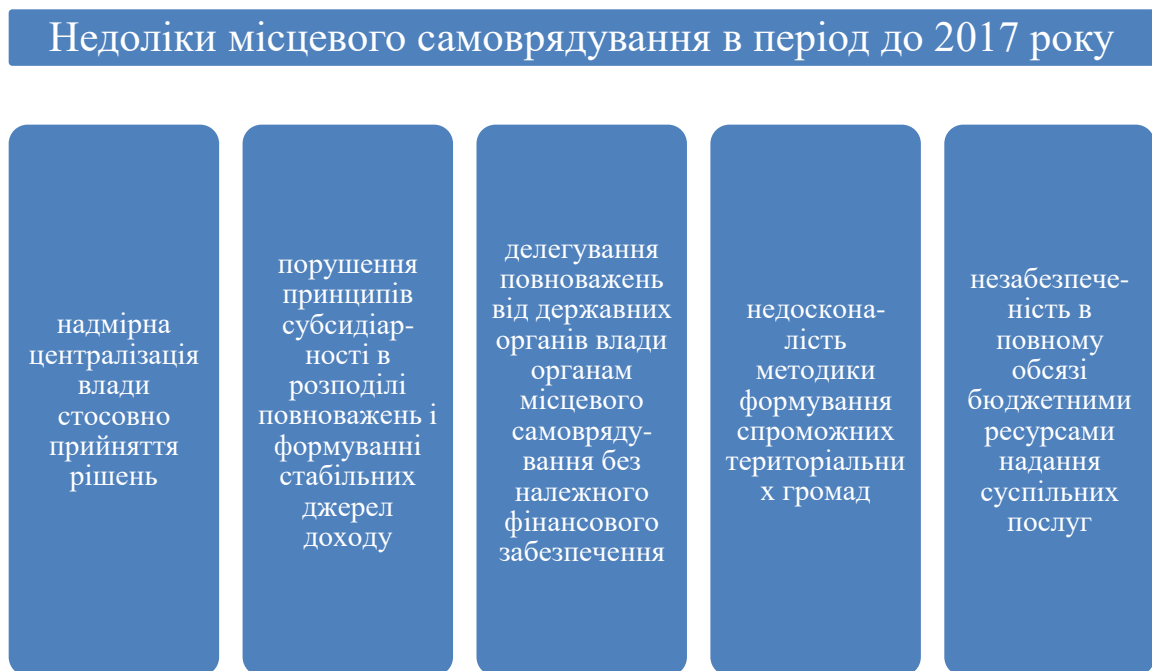 Недоліки місцевого самоврядування в період до 2017 року
надмірна
централізація
влади
стосовно
прийняття
рішень
порушення
принципів
субсидіар-
ності в
розподілі
повноважень і
формуванні
стабільних
джерел
доходу
делегування
повноважень
від державних
органів влади
органам
місцевого
самовряду-
вання без
належного
фінансового
забезпечення
недоскона-
лість
методики
формування
спроможних
територіальни
х громад
незабезпече-
ність в
повному
обсязі
бюджетними
ресурсами
надання
суспільних
послуг